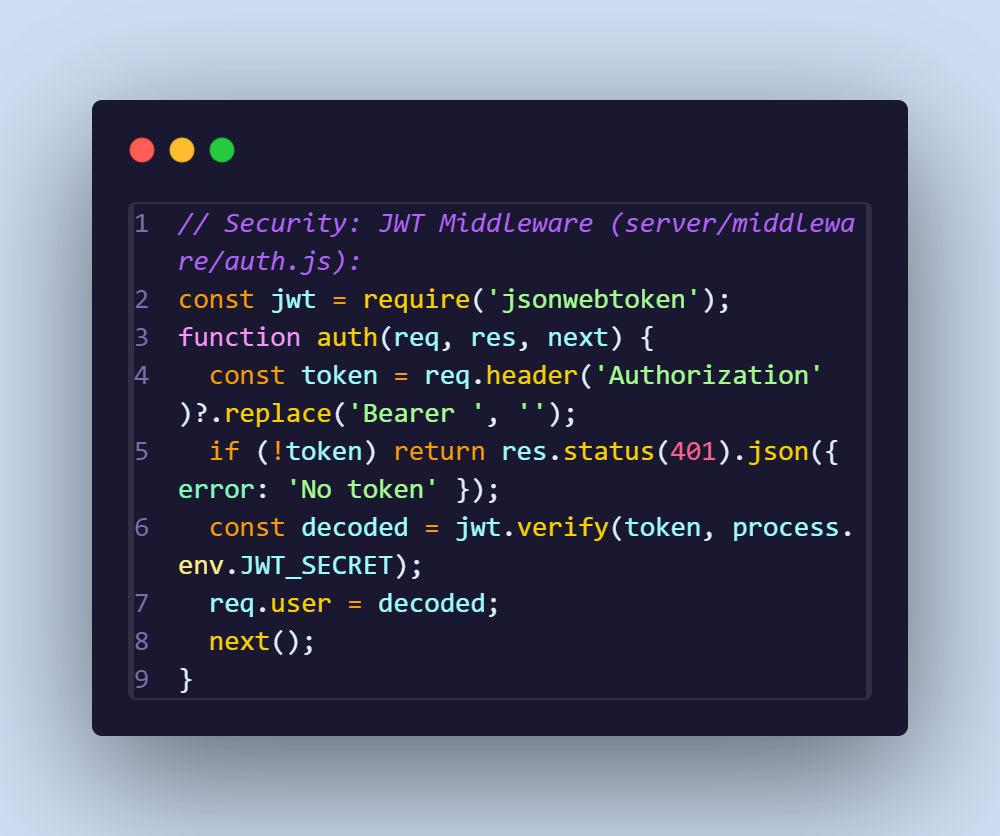 1 // Security: JWT Middleware (server/middlewa
re/auth.js):
2 const jwt = require('jsonwebtoken');
3 function auth(req, res, next) {
4   const token = req.header('Authorization'
)?.replace('Bearer ', '');
5   if (!token) return res.status(401).json({
error: 'No token' });
6   const decoded = jwt.verify(token, process.
env.JWT_SECRET);
7   req.user = decoded;
8   next();
9 }